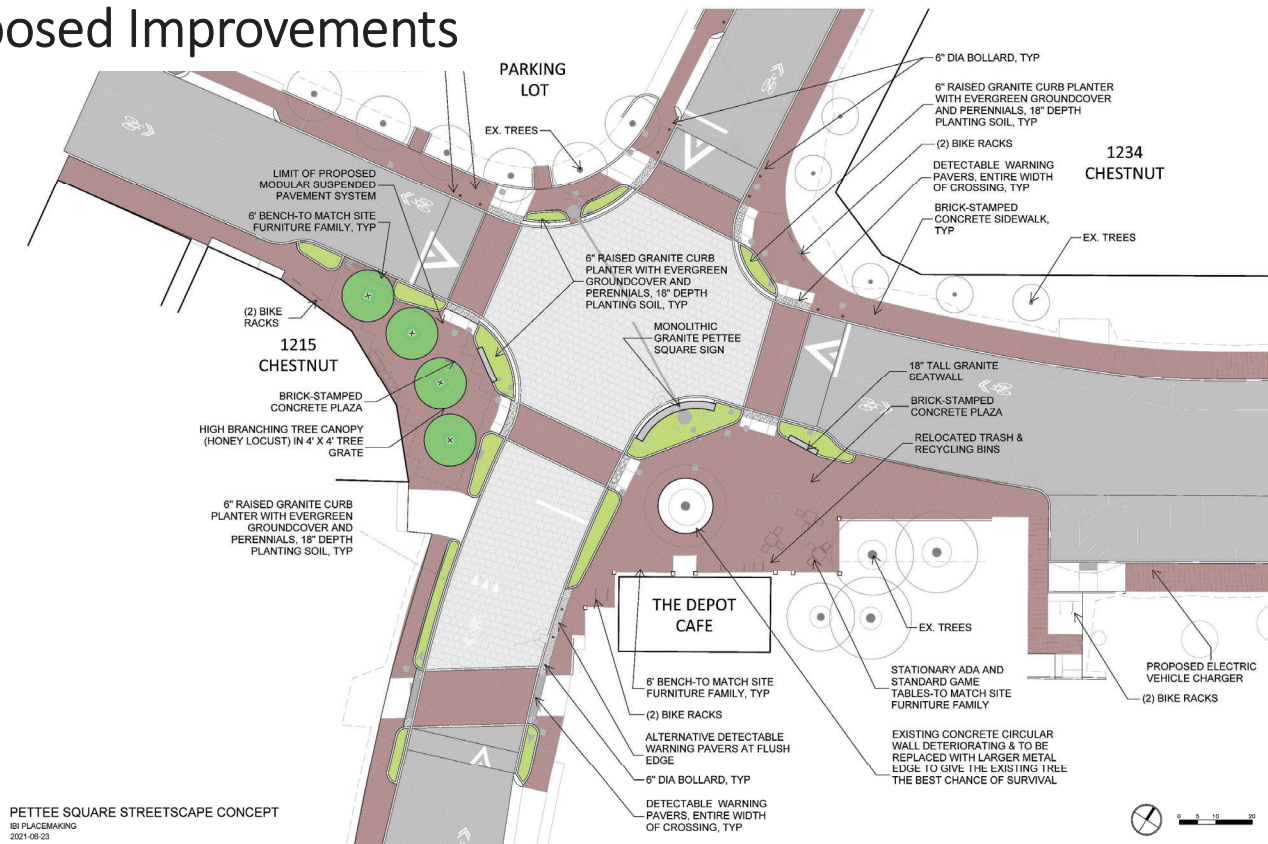 posed Improvements
PARKING
LOT
EX. TREES
6" DIA BOLLARD, TYP
6" RAISED GRANITE CURB PLANTER
WITH EVERGREEN GROUNDCOVER
AND PERENNIALS, 18" DEPTH
PLANTING SOIL, TYP
(2) BIKE RACKS
DETECTABLE WARNING
PAVERS, ENTIRE WIDTH
OF CROSSING, TYP
BRICK-STAMPED
CONCRETE SIDEWALK,
TYP
1234
CHESTNUT
EX. TREES
LIMIT OF PROPOSED
MODULAR SUSPENDED
PAVEMENT SYSTEM
6' BENCH-TO MATCH SITE
FURNITURE FAMILY, TYP
(2) BIKE
RACKS
1215
CHESTNUT
BRICK-STAMPED
CONCRETE PLAZA
HIGH BRANCHING TREE CANOPY
(HONEY LOCUST) IN 4' X 4' TREE
GRATE
6" RAISED GRANITE CURB
PLANTER WITH EVERGREEN
GROUNDCOVER AND
PERENNIALS, 18" DEPTH
PLANTING SOIL, TYP
6" RAISED GRANITE CURB
PLANTER WITH EVERGREEN
GROUNDCOVER AND
PERENNIALS, 18" DEPTH
PLANTING SOIL, TYP
MONOLITHIC
GRANITE PETTEE
SQUARE SIGN
18" TALL GRANITE
SEATWALL
BRICK-STAMPED
CONCRETE PLAZA
RELOCATED TRASH &
RECYCLING BINS
THE DEPOT
CAFE
EX. TREES
6' BENCH-TO MATCH SITE
FURNITURE FAMILY, TYP
(2) BIKE RACKS
ALTERNATIVE DETECTABLE
WARNING PAVERS AT FLUSH
EDGE
6" DIA BOLLARD, TYP
DETECTABLE WARNING
PAVERS, ENTIRE WIDTH
OF CROSSING, TYP
STATIONARY ADA AND
STANDARD GAME
TABLES-TO MATCH SITE
FURNITURE FAMILY
EXISTING CONCRETE CIRCULAR
WALL DETERIORATING & TO BE
REPLACED WITH LARGER METAL
EDGE TO GIVE THE EXISTING TREE
THE BEST CHANCE OF SURVIVAL
PROPOSED ELECTRIC
VEHICLE CHARGER
(2) BIKE RACKS
PETTEE SQUARE STREETSCAPE CONCEPT
IBI PLACEMAKING
2021-06-23
0 5 10 20